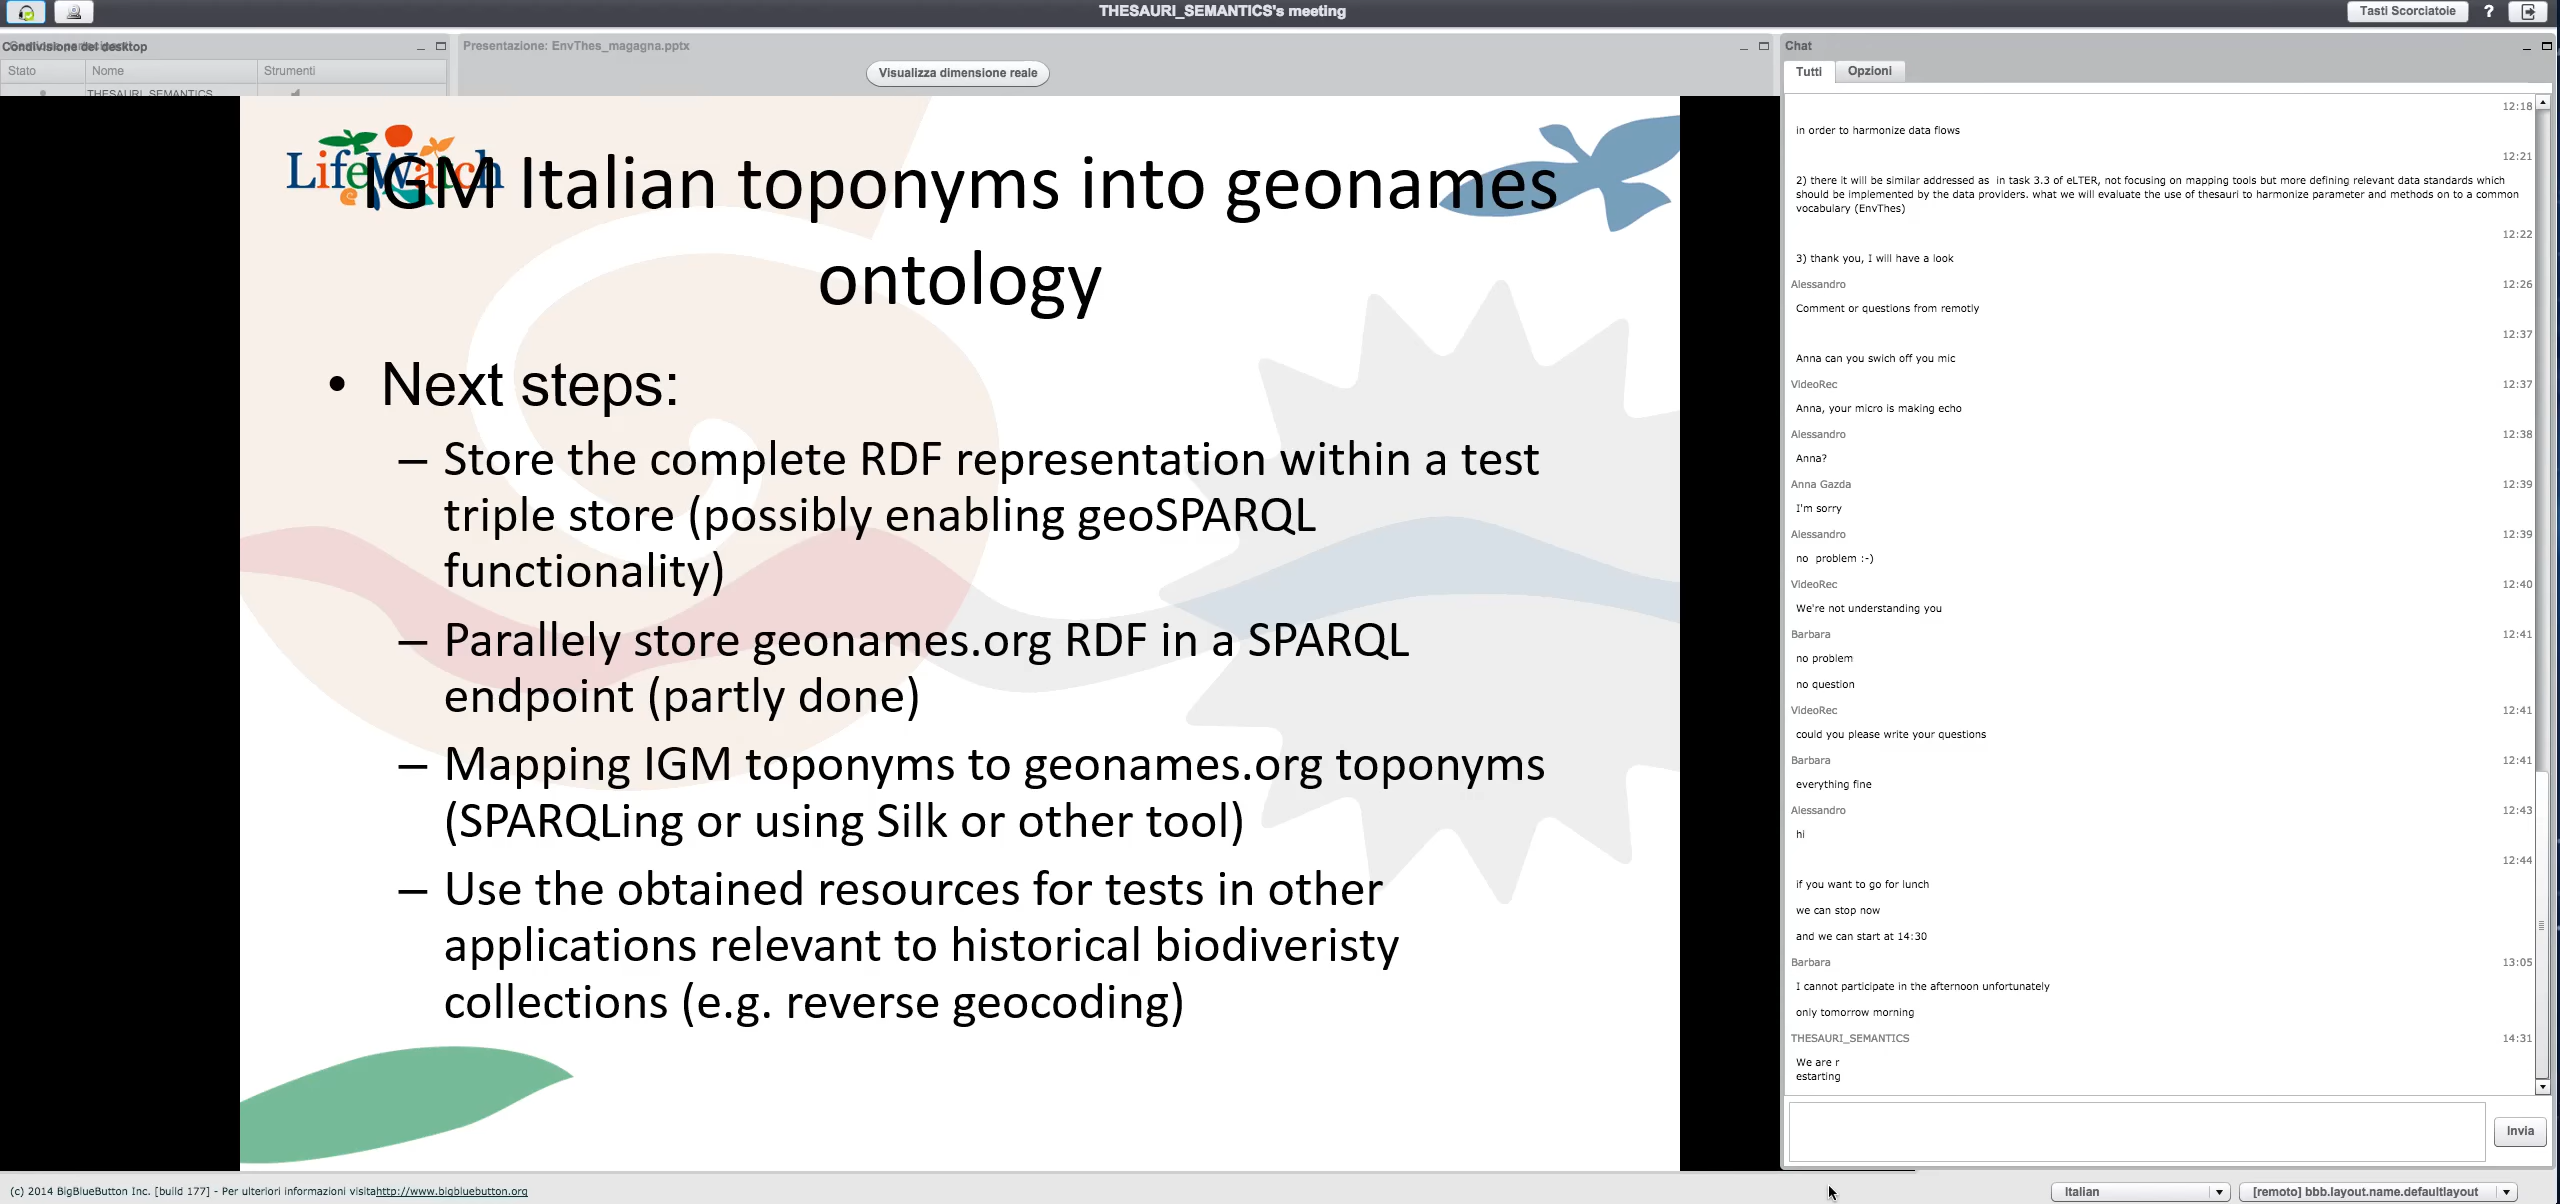 THESAURI_SEMANTICS's meeting
Tasti Scorciatoie
?
Condivisione del desktop
Stato
Nome
Strumenti
THESAURI_SEMANTICS
Presentazione: EnvThes_magagna.pptx
Visualizza dimensione reale
LifeWatch
IGM Italian toponyms into geonames
ontology
• Next steps:
– Store the complete RDF representation within a test
triple store (possibly enabling geoSPARQL
functionality)
– Parallely store geonames.org RDF in a SPARQL
endpoint (partly done)
– Mapping IGM toponyms to geonames.org toponyms
(SPARQLing or using Silk or other tool)
– Use the obtained resources for tests in other
applications relevant to historical biodiveristy
collections (e.g. reverse geocoding)
Chat
Tutti
Opzioni
12:18
in order to harmonize data flows
12:21
2) there it will be similar addressed as  in task 3.3 of eLTER, not focusing on mapping tools but more defining relevant data standards which
should be implemented by the data providers. what we will evaluate the use of thesauri to harmonize parameter and methods on to a common
vocabulary (EnvThes)
12:22
3) thank you, I will have a look
Alessandro 12:26
Comment or questions from remotly
12:37
Anna can you swich off you mic
VideoRec 12:37
Anna, your micro is making echo
Alessandro 12:38
Anna?
Anna Gazda 12:39
I'm sorry
Alessandro 12:39
no  problem :-)
VideoRec 12:40
We're not understanding you
Barbara 12:41
no problem
no question
VideoRec 12:41
could you please write your questions
Barbara 12:41
everything fine
Alessandro 12:43
hi
12:44
if you want to go for lunch
we can stop now
and we can start at 14:30
Barbara 13:05
I cannot participate in the afternoon unfortunately
only tomorrow morning
THESAURI_SEMANTICS 14:31
We are r
estarting
Invia
(c) 2014 BigBlueButton Inc. [build 177] - Per ulteriori informazioni visitahttp://www.bigbluebutton.org
Italian
[remoto] bbb.layout.name.defaultlayout